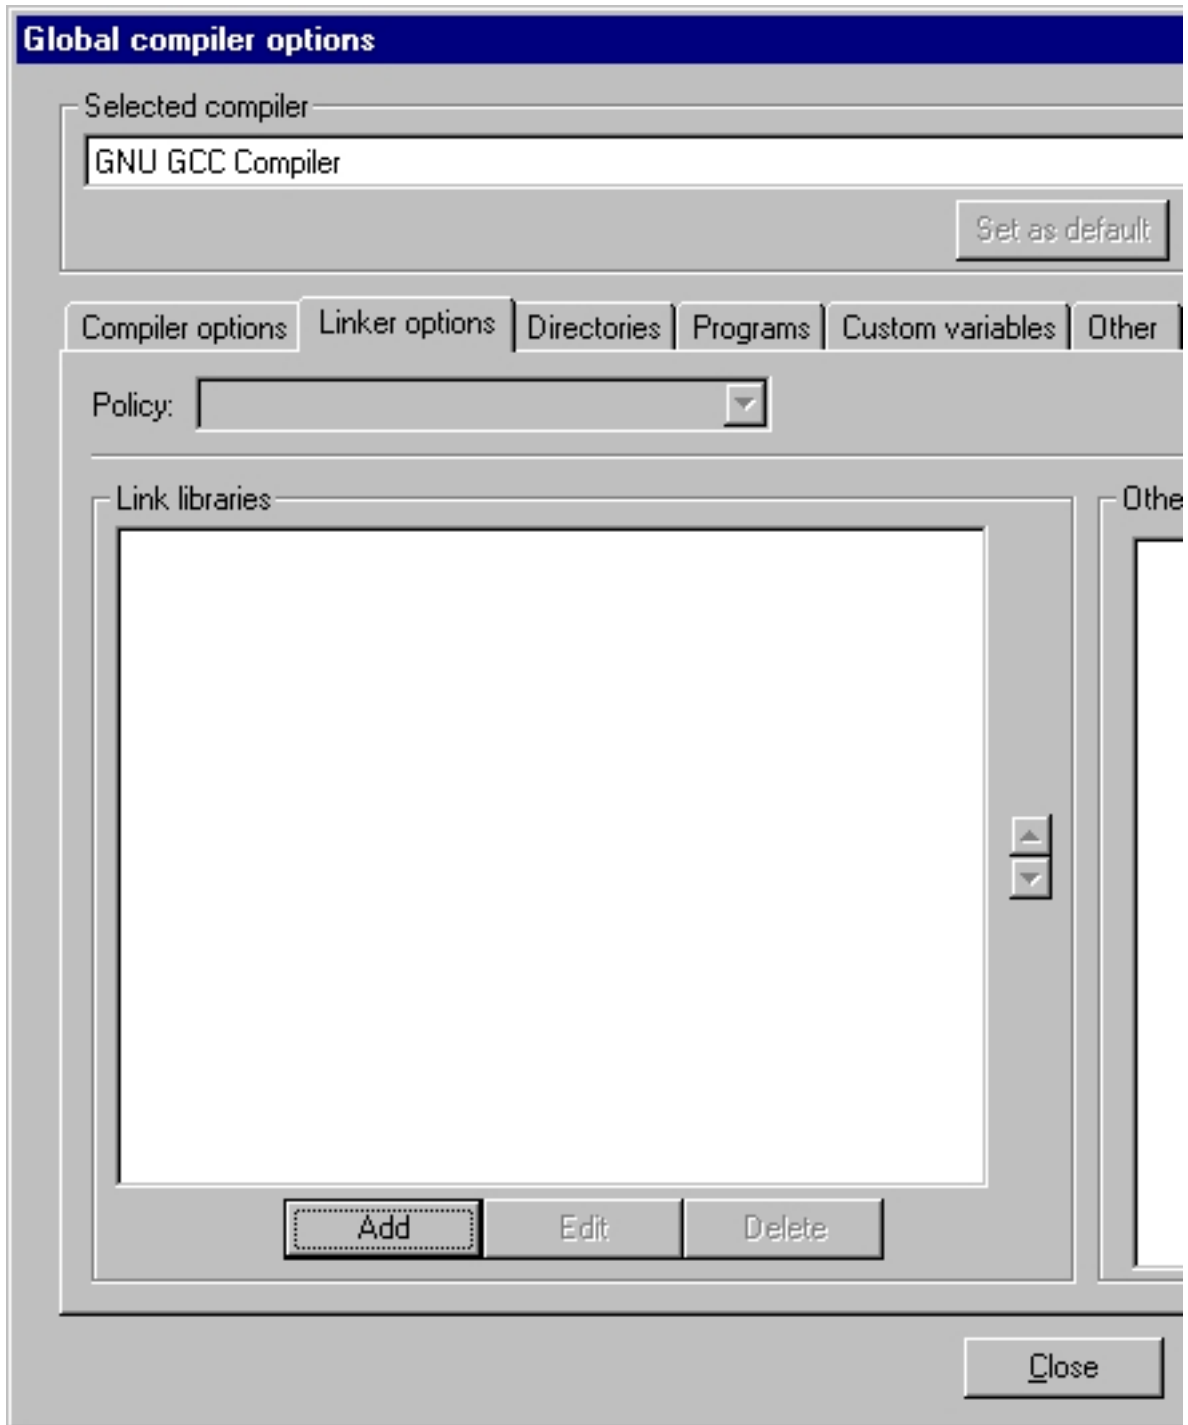 Global compiler options
Selected compiler
GNU GCC Compiler
Set as default
Compiler options Linker options Directories Programs Custom variables Other
Policy:
Link libraries Othe
Add Edit Delete
Close